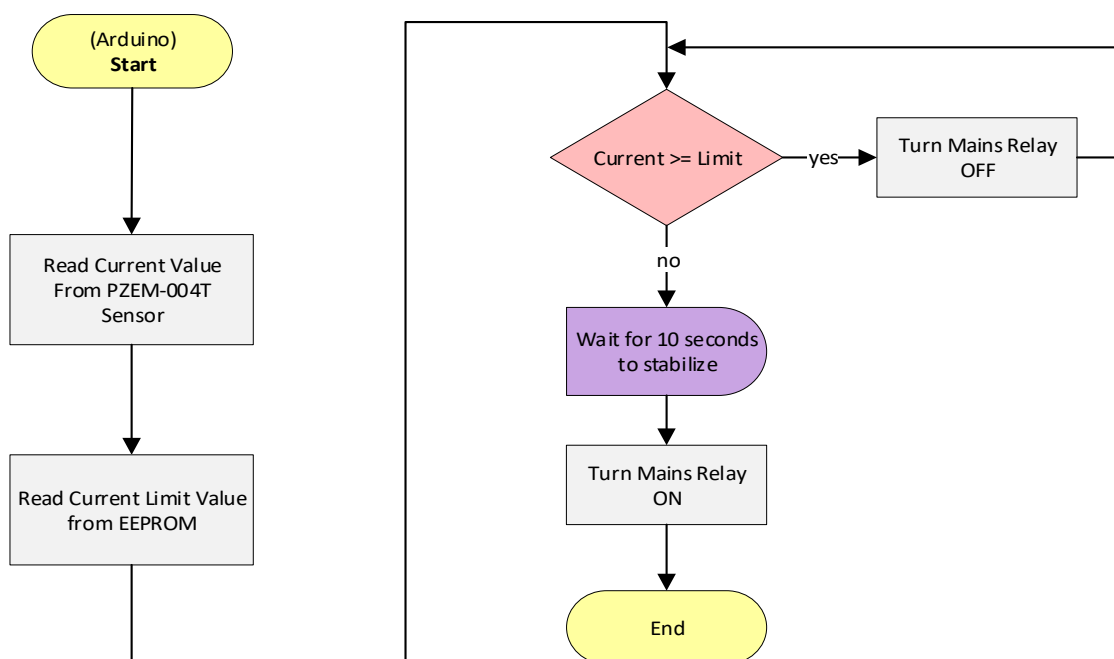 (Arduino)
Start
Read Current Value
From PZEM-004T
Sensor
Read Current Limit Value
from EEPROM
Current >= Limit
yes
Turn Mains Relay
OFF
no
Wait for 10 seconds
to stabilize
Turn Mains Relay
ON
End